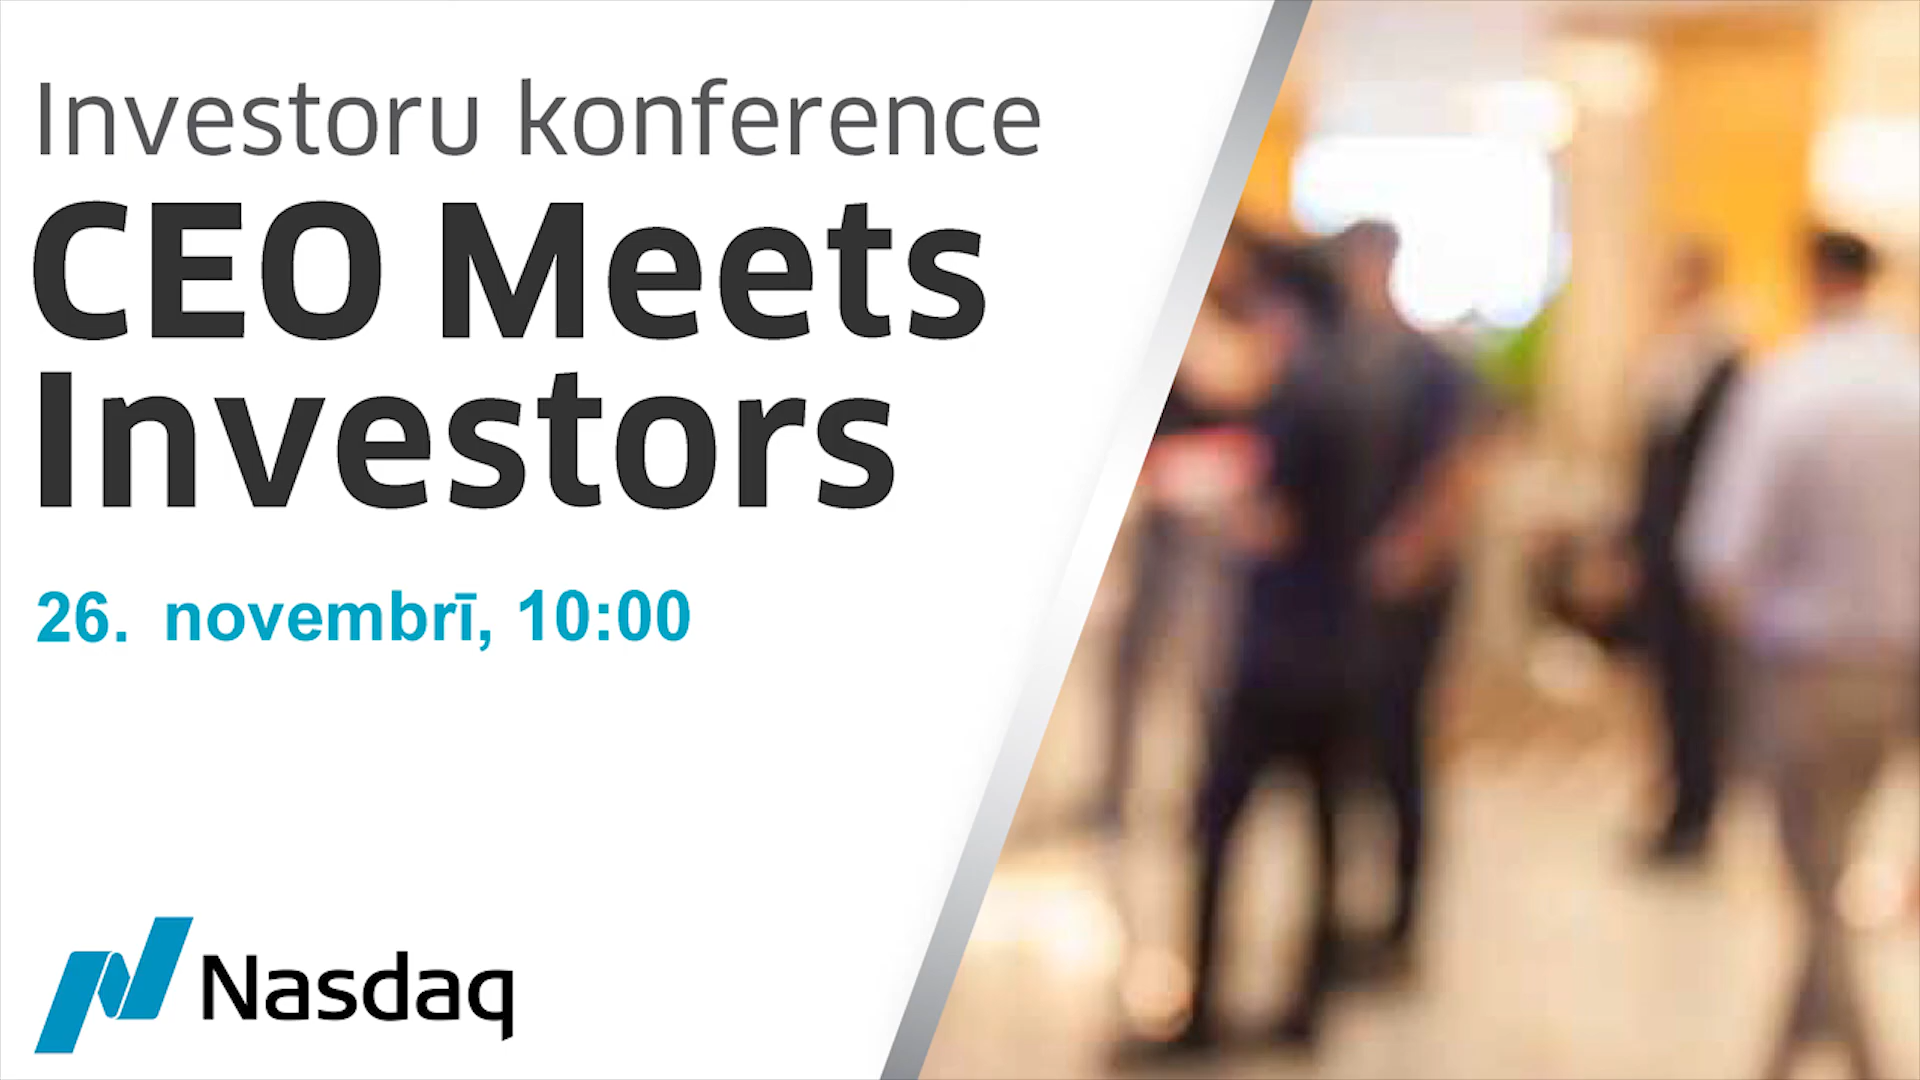 Investoru konference
CEO Meets
Investors
26. novembrī, 10:00
Nasdaq